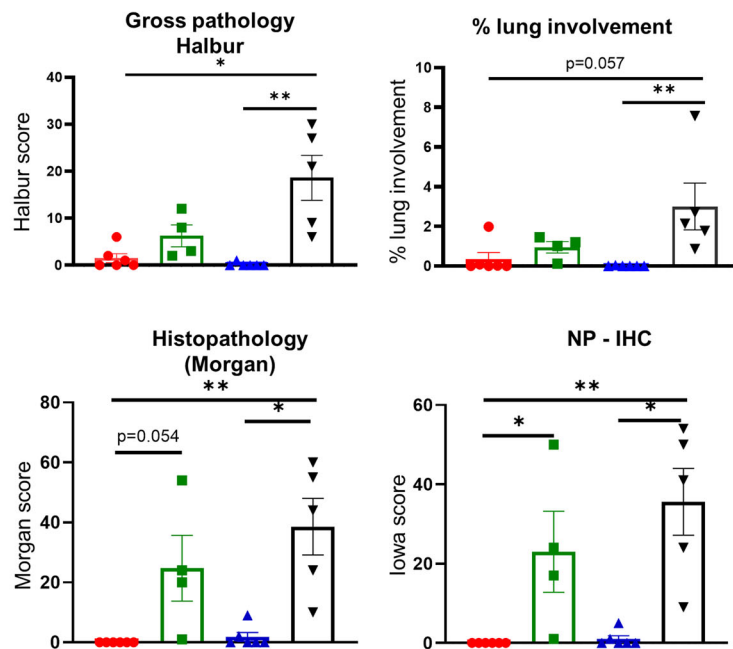 Gross pathology
Halbur
*
**
Halbur score
40
30
20
10
0
% lung involvement
p=0.057
**
% lung involvement
10
8
6
4
2
0
Histopathology
(Morgan)
**
*
p=0.054
Morgan score
80
60
40
20
0
NP - IHC
**
*
*
Iowa score
60
40
20
0